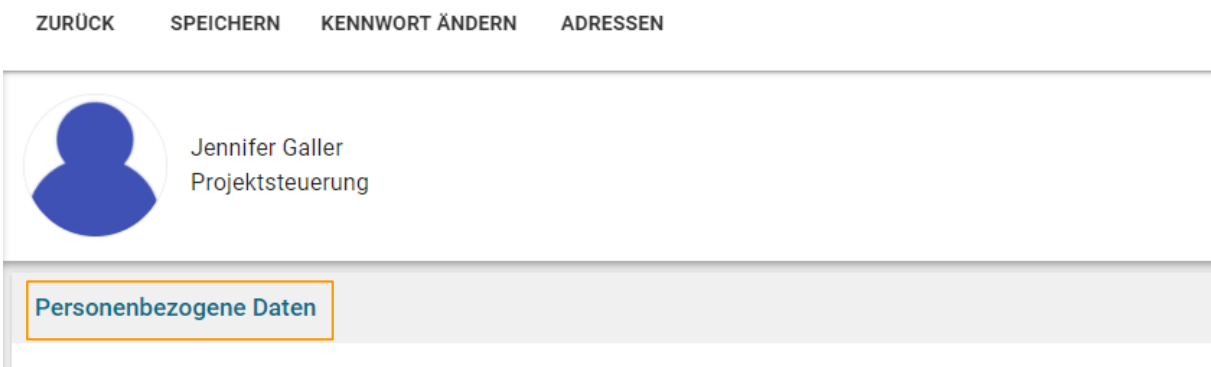 ZURÜCK SPEICHERN KENNWORT ÄNDERN ADRESSEN
Jennifer Galler
Projektsteuerung
Personenbezogene Daten